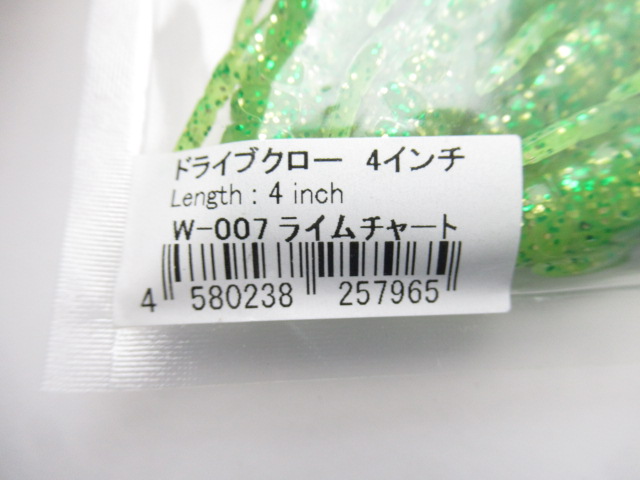 ドライブクロー 4インチ
Length : 4 inch
W-007 ライムチャート
4 580238 257965